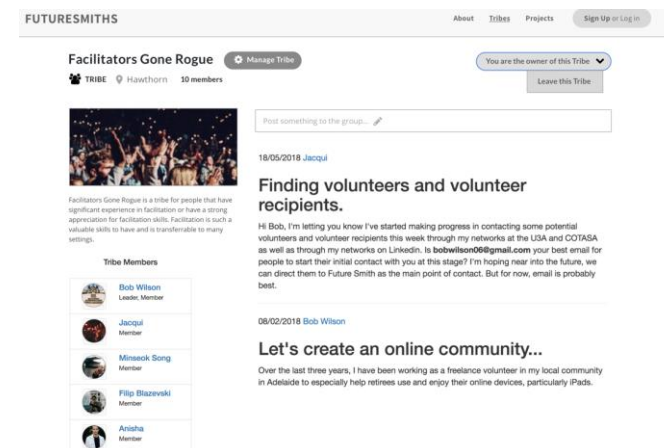 FUTURESMITHS
About Tribes Projects Sign Up or Log in
Facilitators Gone Rogue
Manage Tribe
You are the owner of this Tribe
TRIBE Hawthorn 10 members
Leave this Tribe
Facilitators Gone Rogue is a tribe for people that have
significant experience in facilitation or have a strong
appreciation for facilitation skills. Facilitation is such a
valuable skills to have and is transferrable to many
settings.
Tribe Members
Bob Wilson
Leader, Member
Jacqui
Member
Minseok Song
Member
Filip Blazevski
Member
Anisha
Member
Post something to the group...
18/05/2018 Jacqui
Finding volunteers and volunteer
recipients.
Hi Bob, I'm letting you know I've started making progress in contacting some potential
volunteers and volunteer recipients this week through my networks at the U3A and COTASA
as well as through my networks on Linkedin. Is bobwilson06@gmail.com your best email for
people to start their initial contact with you at this stage? I'm hoping near into the future, we
can direct them to Future Smith as the main point of contact. But for now, email is probably
best.
08/02/2018 Bob Wilson
Let's create an online community...
Over the last three years, I have been working as a freelance volunteer in my local community
in Adelaide to especially help retirees use and enjoy their online devices, particularly iPads.